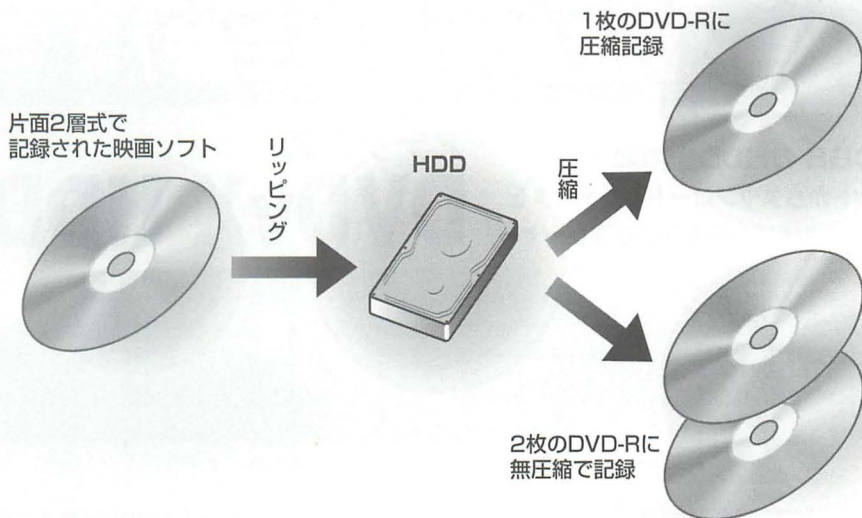 片面2層式で
記録された映画ソフト
リッピング
HDD
圧縮
1枚のDVD-Rに
圧縮記録
2枚のDVD-Rに
無圧縮で記録